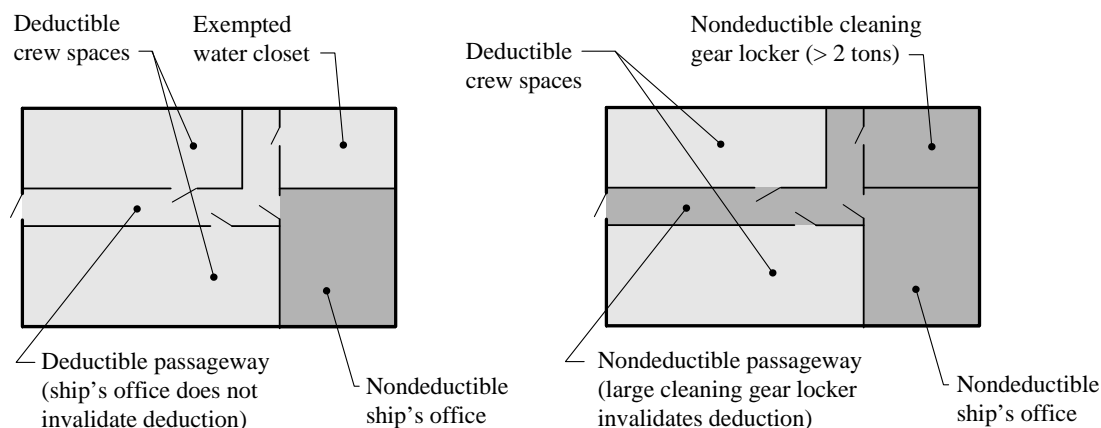 Deductible
crew spaces
Exempted
water closet
Deductible passageway
(ship's office does not
invalidate deduction)
Nondeductible
ship's office
Deductible
crew spaces
Nondeductible cleaning
gear locker (> 2 tons)
Nondeductible passageway
(large cleaning gear locker
invalidates deduction)
Nondeductible
ship's office